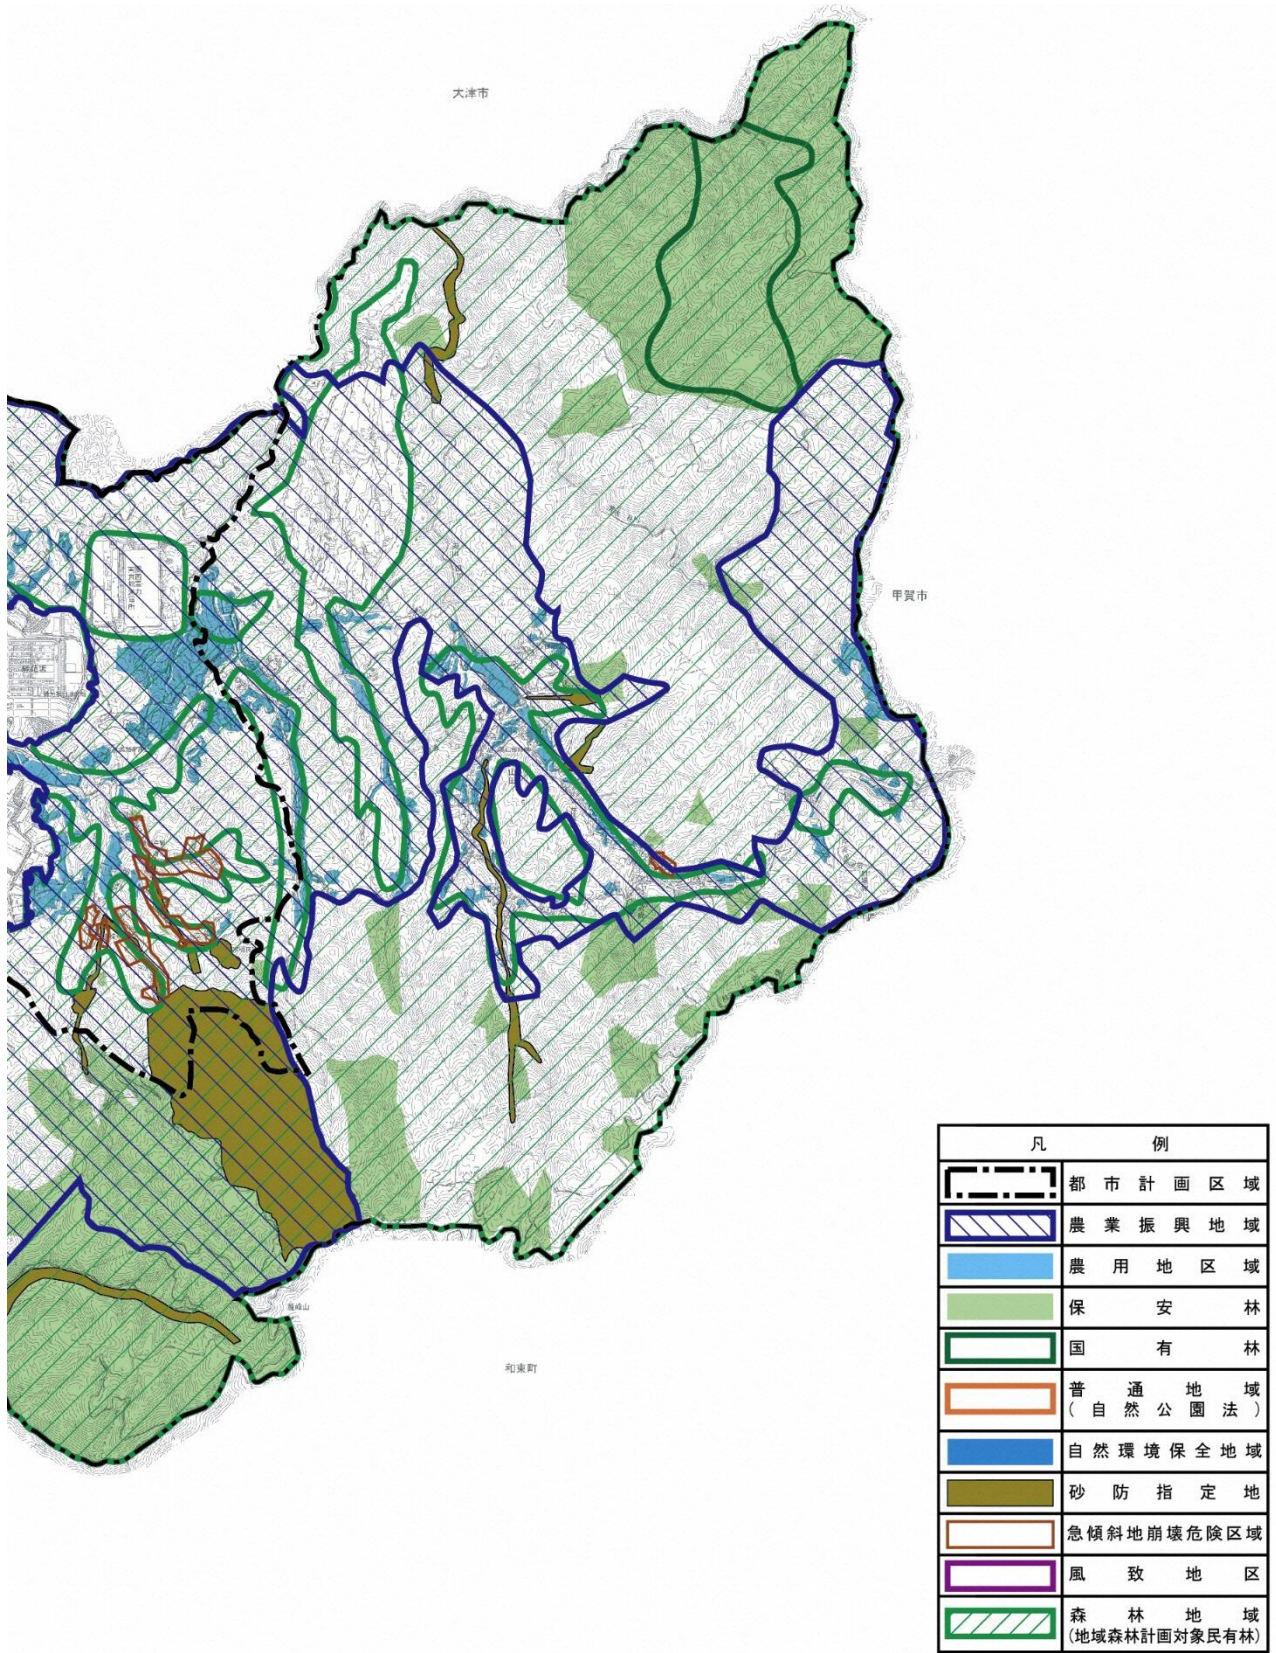 大津市
甲賀市
鷲峰山
和束町
凡 例
都市計画区域
農業振興地域
農用地区域
保安林
国有林
普通地域
(自然公園法)
自然環境保全地域
砂防指定地
急傾斜地崩壊危険区域
風致地区
森林地域
(地域森林計画対象民有林)